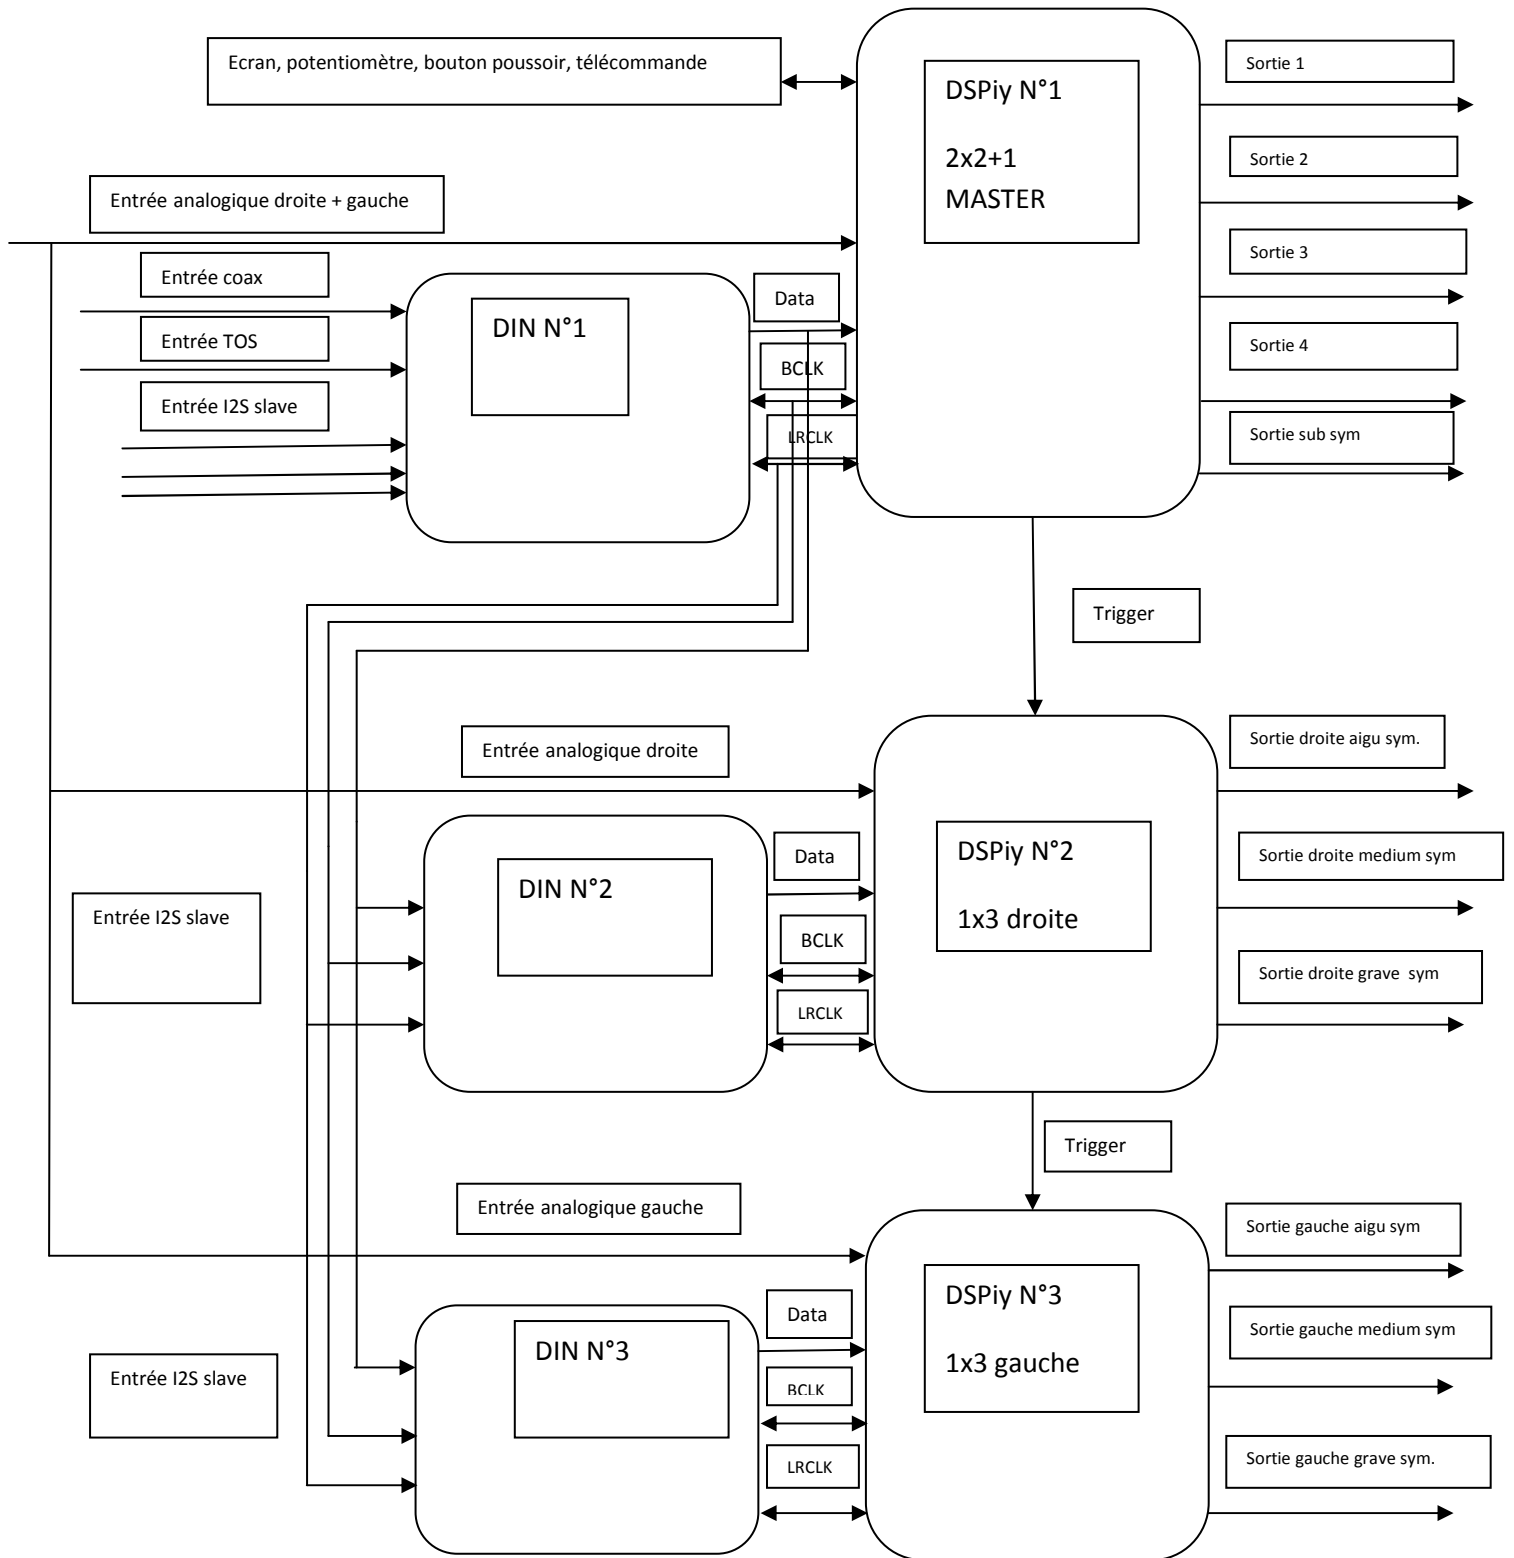 Ecran, potentiomètre, bouton poussoir, télécommande
DSPiy N°1
2x2+1
MASTER
Sortie 1
Sortie 2
Sortie 3
Sortie 4
Sortie sub sym
Entrée analogique droite + gauche
Entrée coax
Entrée TOS
Entrée I2S slave
DIN N°1
Data
BCLK
LRCLK
Trigger
Entrée analogique droite
Entrée I2S slave
DIN N°2
Data
BCLK
LRCLK
DSPiy N°2
1x3 droite
Sortie droite aigu sym.
Sortie droite medium sym
Sortie droite grave  sym
Trigger
Entrée analogique gauche
Entrée I2S slave
DIN N°3
Data
BCLK
LRCLK
DSPiy N°3
1x3 gauche
Sortie gauche aigu sym
Sortie gauche medium sym
Sortie gauche grave sym.